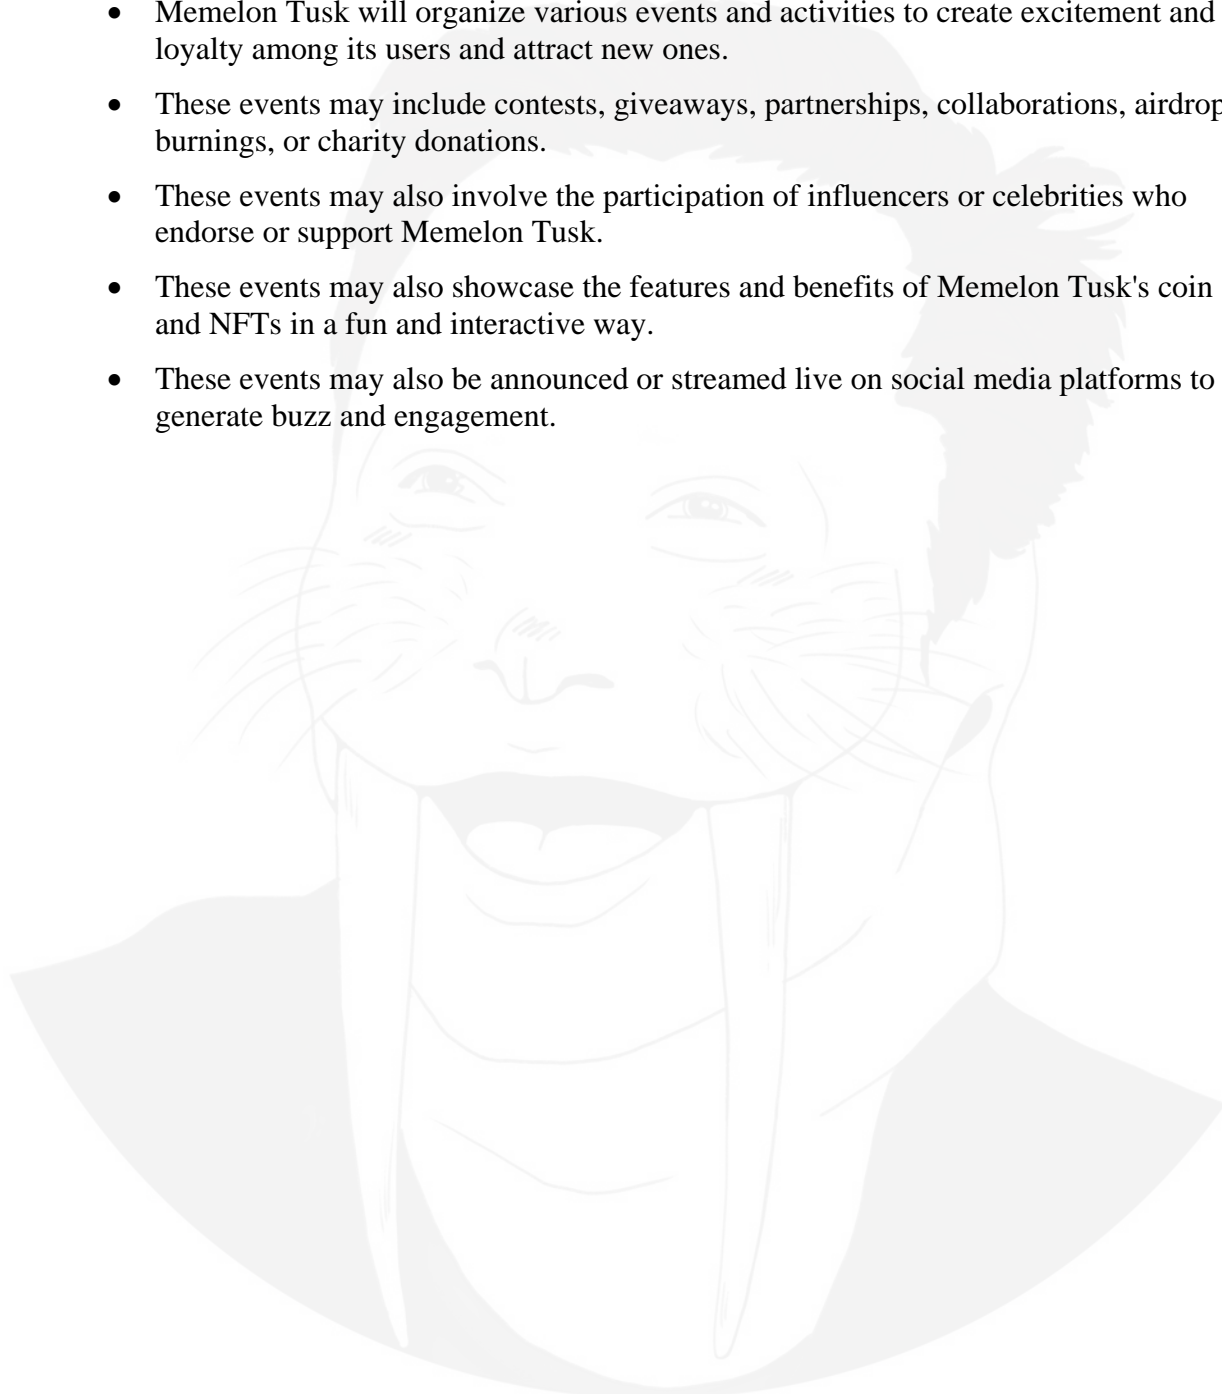 • Memelon Tusk will organize various events and activities to create excitement and
loyalty among its users and attract new ones.
• These events may include contests, giveaways, partnerships, collaborations, airdrop
burnings, or charity donations.
• These events may also involve the participation of influencers or celebrities who
endorse or support Memelon Tusk.
• These events may also showcase the features and benefits of Memelon Tusk's coin
and NFTs in a fun and interactive way.
• These events may also be announced or streamed live on social media platforms to
generate buzz and engagement.